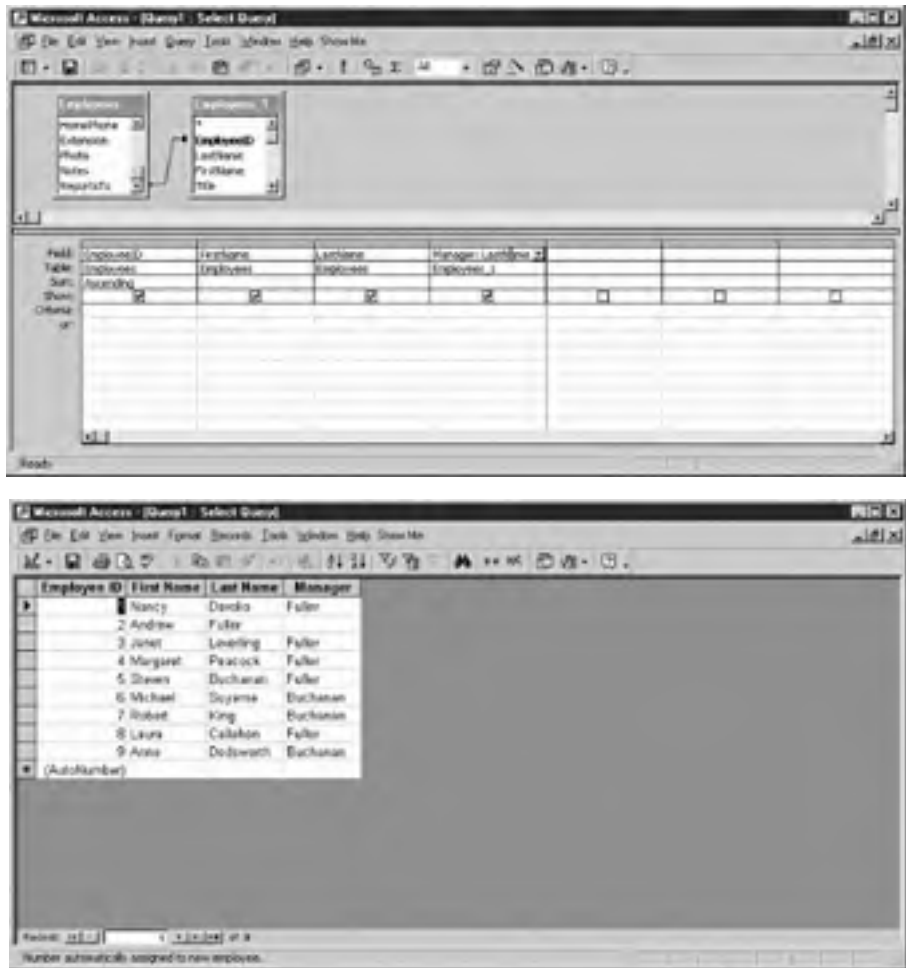 Microsoft Access - [Query1 : Select Query]
File Edit View Insert Query Tools Window Help Show Me
All
Employees
HomePhone
Extension
Photo
Notes
ReportsTo
Employees_1
*
EmployeeID
LastName
FirstName
Title
Field: EmployeeID FirstName LastName Manager: LastName
Table: Employees Employees Employees Employees_1
Sort: Ascending
Show:
Criteria:
or:
Ready
Microsoft Access - [Query1 : Select Query]
File Edit View Insert Format Records Tools Window Help Show Me
Employee ID First Name Last Name Manager
1 Nancy Davolio Fuller
2 Andrew Fuller
3 Janet Leverling Fuller
4 Margaret Peacock Fuller
5 Steven Buchanan Fuller
6 Michael Suyama Buchanan
7 Robert King Buchanan
8 Laura Callahan Fuller
9 Anne Dodsworth Buchanan
(AutoNumber)
Record: of 9
Number automatically assigned to new employee.